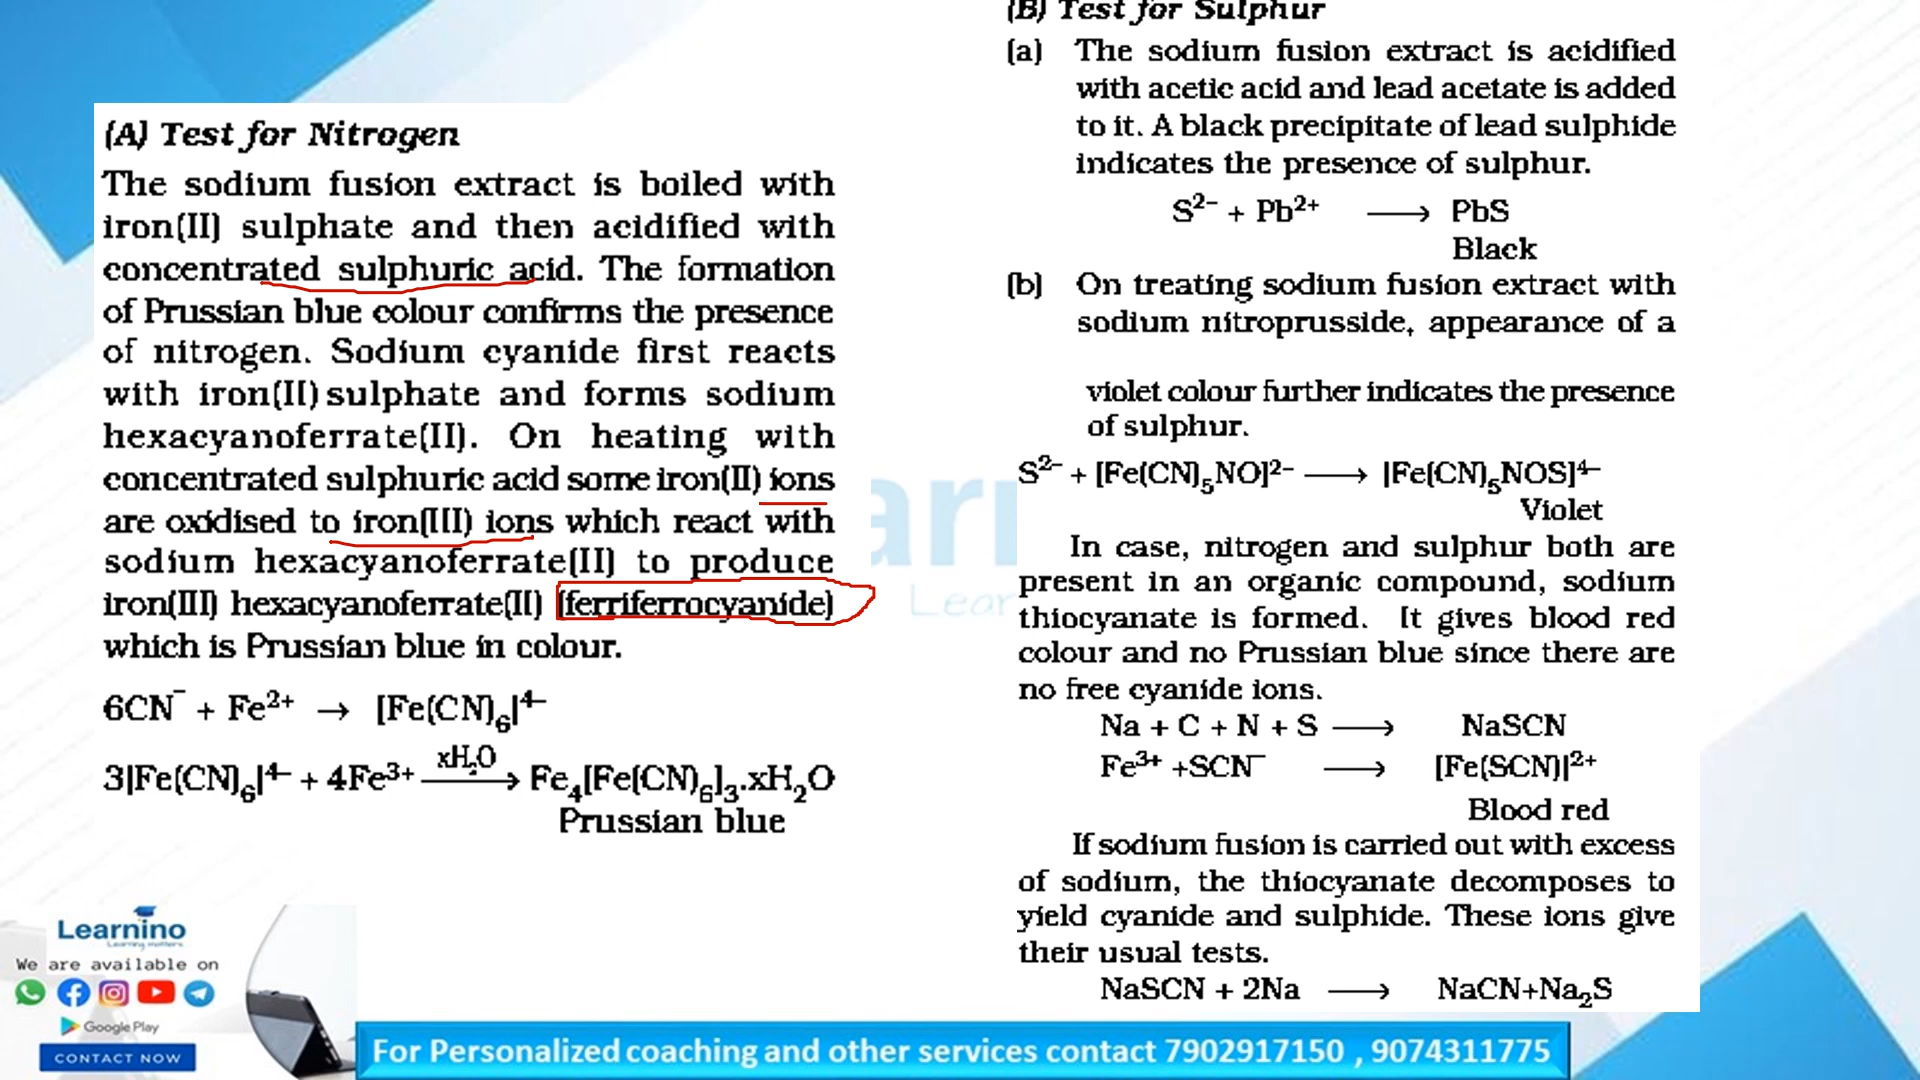 (A) Test for Nitrogen
The sodium fusion extract is boiled with
iron(II) sulphate and then acidified with
concentrated sulphuric acid. The formation
of Prussian blue colour confirms the presence
of nitrogen. Sodium cyanide first reacts
with iron(II) sulphate and forms sodium
hexacyanoferrate(II). On heating with
concentrated sulphuric acid some iron(II) ions
are oxidised to iron(III) ions which react with
sodium hexacyanoferrate(II) to produce
iron(III) hexacyanoferrate(II) (ferriferrocyanide)
which is Prussian blue in colour.
6CN⁻ + Fe²⁺ → [Fe(CN)₆]⁴⁻
3[Fe(CN)₆]⁴⁻ + 4Fe³⁺ —xH₂O→ Fe₄[Fe(CN)₆]₃.xH₂O
Prussian blue
(B) Test for Sulphur
(a) The sodium fusion extract is acidified
with acetic acid and lead acetate is added
to it. A black precipitate of lead sulphide
indicates the presence of sulphur.
S²⁻ + Pb²⁺ ⟶ PbS
Black
(b) On treating sodium fusion extract with
sodium nitroprusside, appearance of a
violet colour further indicates the presence
of sulphur.
S²⁻ + [Fe(CN)₅NO]²⁻ ⟶ [Fe(CN)₅NOS]⁴⁻
Violet
In case, nitrogen and sulphur both are
present in an organic compound, sodium
thiocyanate is formed. It gives blood red
colour and no Prussian blue since there are
no free cyanide ions.
Na + C + N + S ⟶ NaSCN
Fe³⁺ +SCN⁻ ⟶ [Fe(SCN)]²⁺
Blood red
If sodium fusion is carried out with excess
of sodium, the thiocyanate decomposes to
yield cyanide and sulphide. These ions give
their usual tests.
NaSCN + 2Na ⟶ NaCN+Na₂S
arn
Lear
Learnino
Learning matters
We are available on
Google Play
CONTACT NOW
For Personalized coaching and other services contact 7902917150 , 9074311775